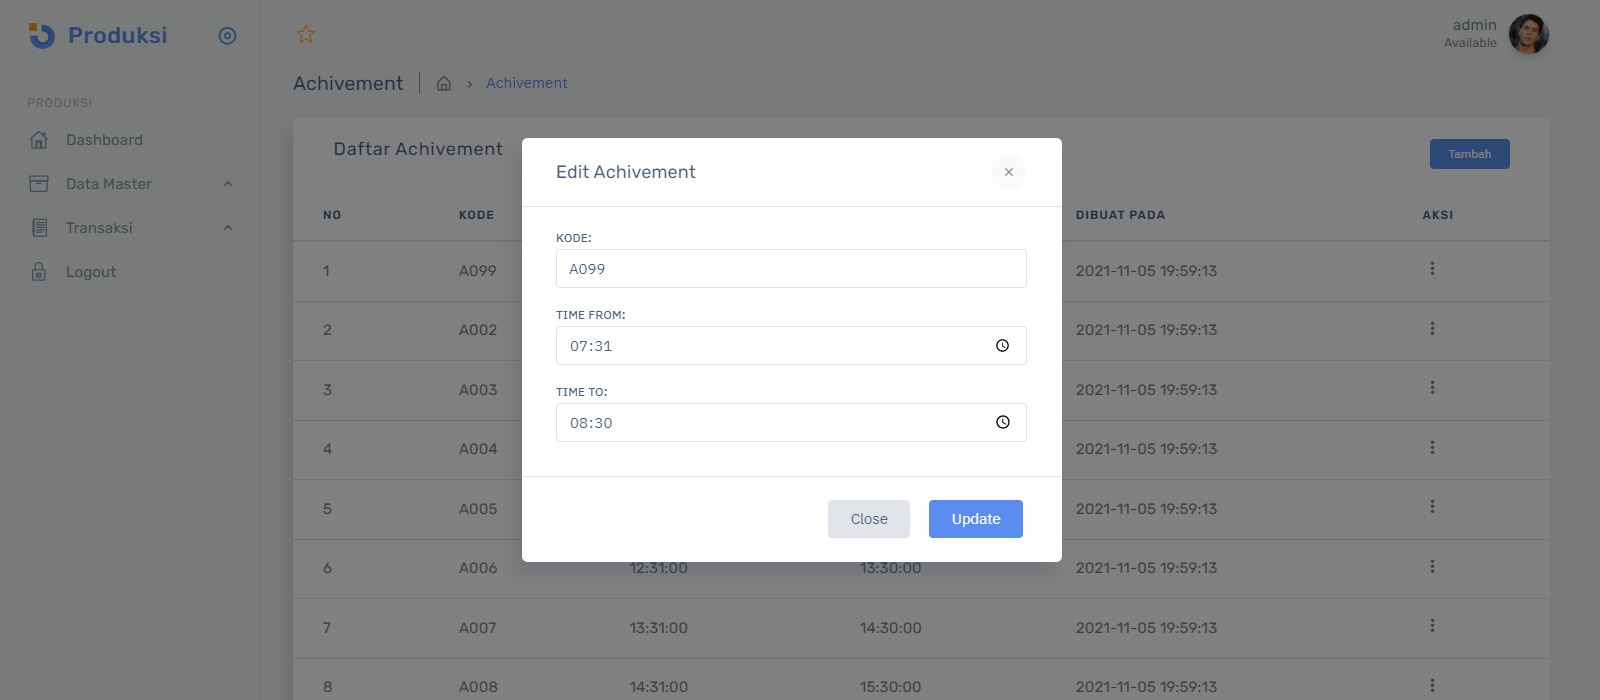 Produksi
admin
Available
Achivement
Achivement
PRODUKSI
Dashboard
Data Master
Transaksi
Logout
Daftar Achivement
Tambah
NO KODE DIBUAT PADA AKSI
1 A099 2021-11-05 19:59:13
2 A002 2021-11-05 19:59:13
3 A003 2021-11-05 19:59:13
4 A004 2021-11-05 19:59:13
5 A005 2021-11-05 19:59:13
6 A006 12:31:00 13:30:00 2021-11-05 19:59:13
7 A007 13:31:00 14:30:00 2021-11-05 19:59:13
8 A008 14:31:00 15:30:00 2021-11-05 19:59:13
Edit Achivement
KODE:
A099
TIME FROM:
07:31
TIME TO:
08:30
Close
Update